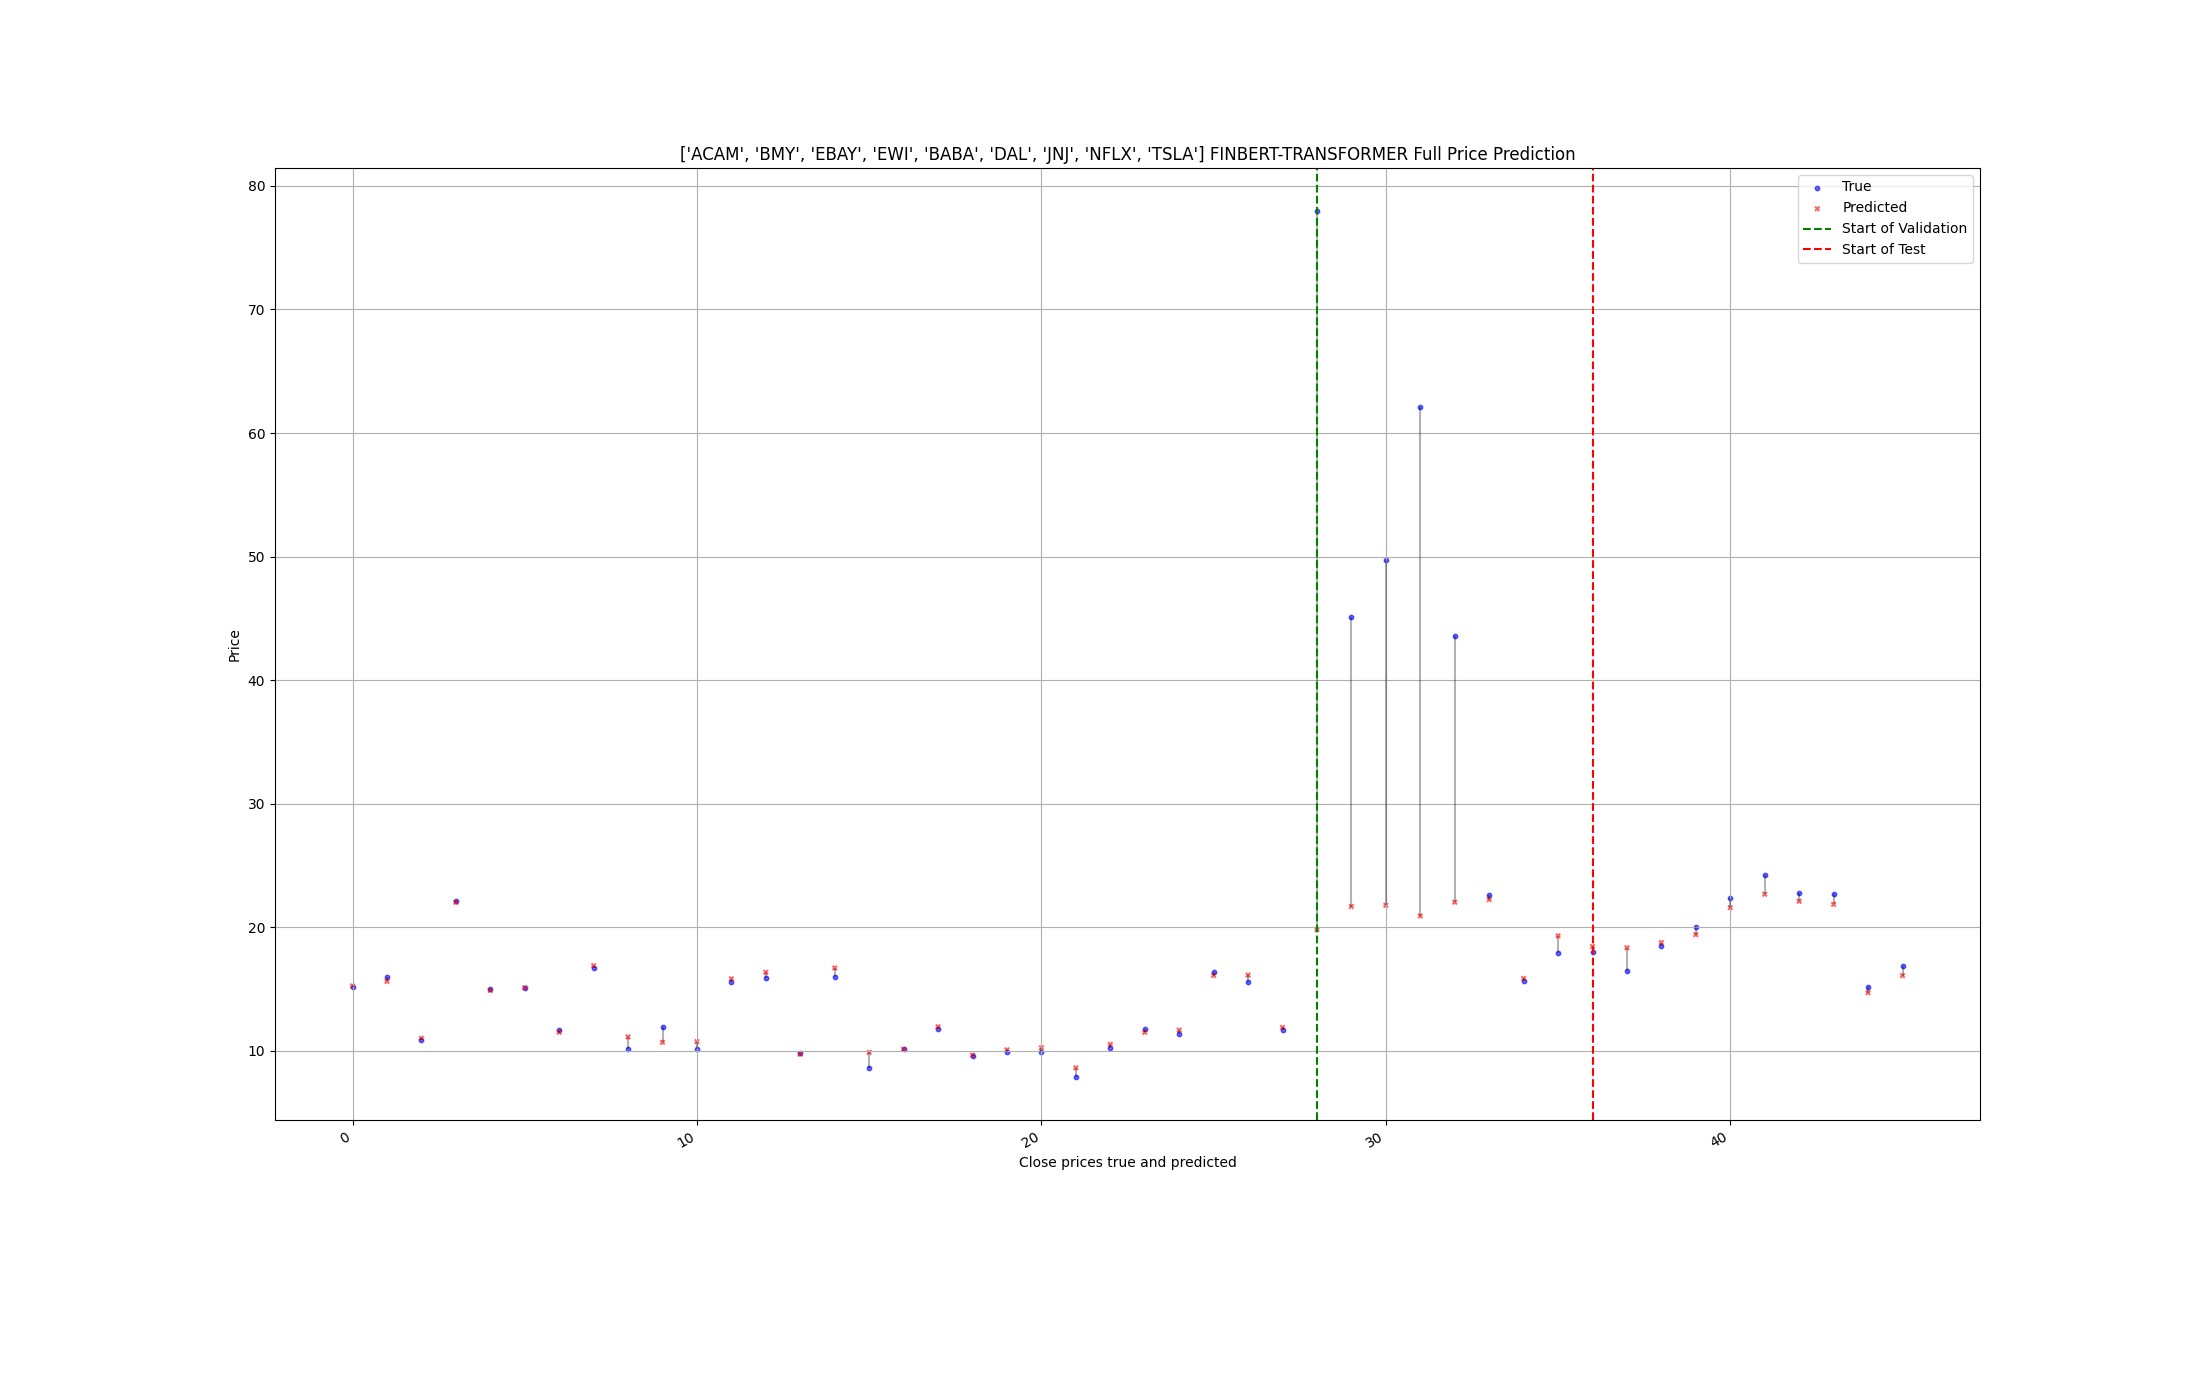 ['ACAM', 'BMY', 'EBAY', 'EWI', 'BABA', 'DAL', 'JNJ', 'NFLX', 'TSLA'] FINBERT-TRANSFORMER Full Price Prediction
True
Predicted
Start of Validation
Start of Test
80
70
60
50
40
30
20
10
Price
0
10
20
30
40
Close prices true and predicted